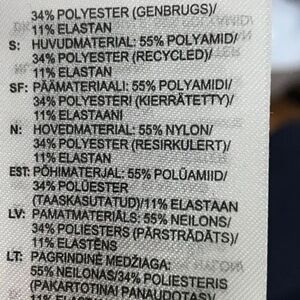 34% POLYESTER (GENBRUGS)/
11% ELASTAN
S: HUVUDMATERIAL: 55% POLYAMID/
34% POLYESTER (RECYCLED)/
11% ELASTAN
SF: PÄÄMATERIAALI: 55% POLYAMIDI/
34% POLYESTERI (KIERRÄTETTY)/
11% ELASTAANI
N: HOVEDMATERIAL: 55% NYLON/
34% POLYESTER (RESIRKULERT)/
11% ELASTAN
EST: PÕHIMATERJAL: 55% POLÜAMIID/
34% POLÜESTER
(TAASKASUTATUD)/11% ELASTAAN
LV: PAMATMATERIĀLS: 55% NEILONS/
34% POLIESTERS (PĀRSTRĀDĀTS)/
11% ELASTĒNS
LT: PAGRINDINĖ MEDŽIAGA:
55% NEILONAS/34% POLIESTERIS
(PAKARTOTINAI PANAUDOTAS)/